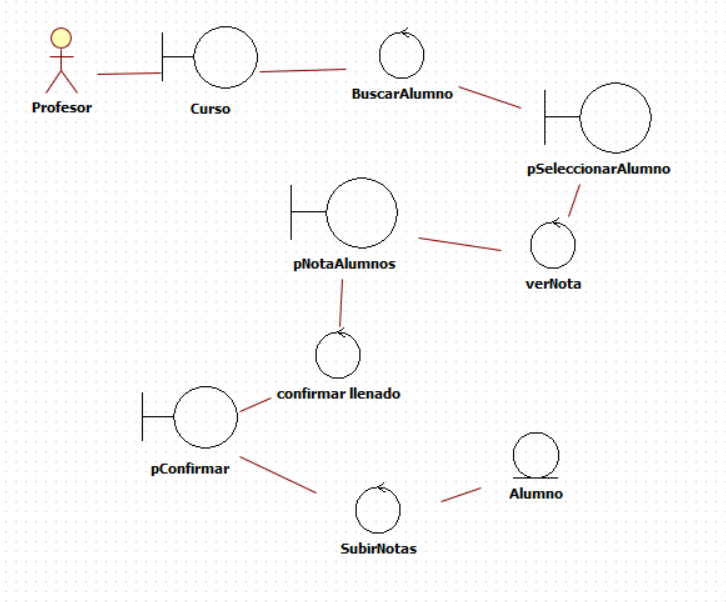 Profesor
Curso
BuscarAlumno
pSeleccionarAlumno
pNotaAlumnos
verNota
confirmar llenado
pConfirmar
Alumno
SubirNotas